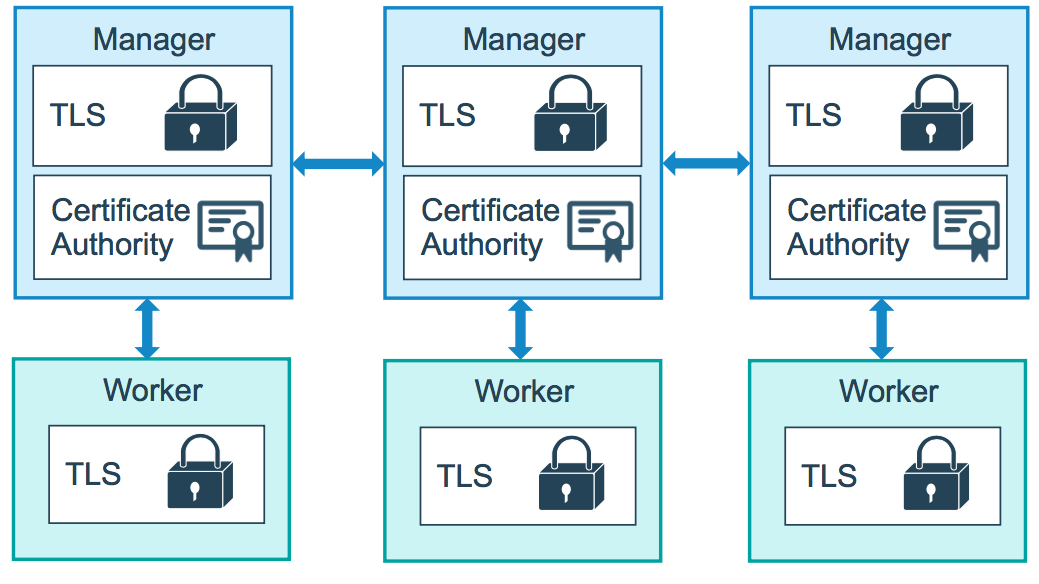 Manager
TLS
Certificate
Authority
Manager
TLS
Certificate
Authority
Manager
TLS
Certificate
Authority
Worker
TLS
Worker
TLS
Worker
TLS